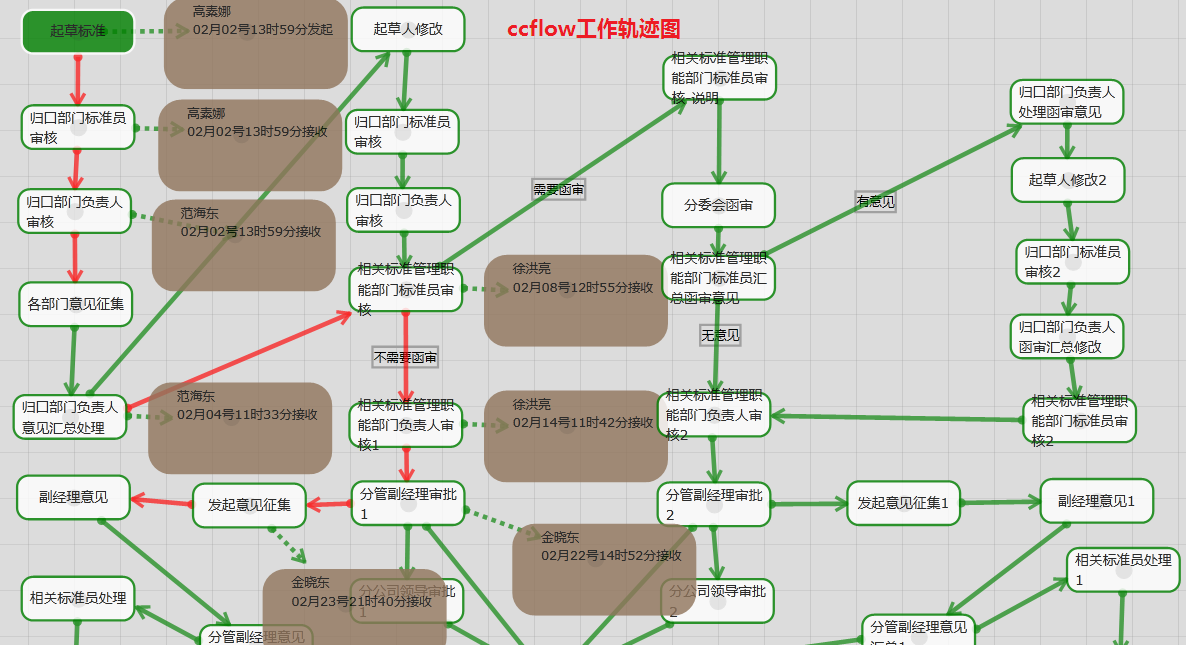 ccflow工作轨迹图
起草标准
高素娜
02月02号13时59分发起
归口部门标准员
审核
高素娜
02月02号13时59分接收
归口部门负责人
审核
范海东
02月02号13时59分接收
各部门意见征集
归口部门负责人
意见汇总处理
范海东
02月04号11时33分接收
副经理意见
发起意见征集
相关标准员处理
分管副经理意见
金晓东
02月23号21时40分接收
起草人修改
归口部门标准员
审核
归口部门负责人
审核
相关标准管理职
能部门标准员审
核
徐洪亮
02月08号12时55分接收
不需要函审
需要函审
相关标准管理职
能部门负责人审
核1
徐洪亮
02月14号11时42分接收
分管副经理审批
1
金晓东
02月22号14时52分接收
分公司领导审批
1
相关标准管理职
能部门标准员审
核-说明
分委会函审
相关标准管理职
能部门标准员汇
总函审意见
有意见
无意见
相关标准管理职
能部门负责人审
核2
分管副经理审批
2
分公司领导审批
2
归口部门负责人
处理函审意见
起草人修改2
归口部门标准员
审核2
归口部门负责人
函审汇总修改
相关标准管理职
能部门标准员审
核2
发起意见征集1
副经理意见1
相关标准员处理
1
分管副经理意见
汇总1